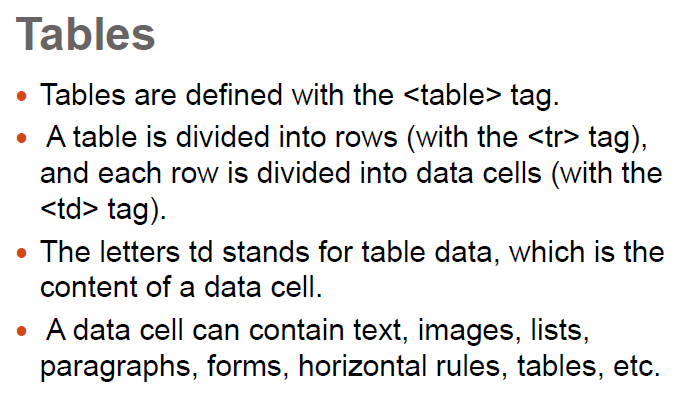 Tables
• Tables are defined with the <table> tag.
• A table is divided into rows (with the <tr> tag),
and each row is divided into data cells (with the
<td> tag).
• The letters td stands for table data, which is the
content of a data cell.
• A data cell can contain text, images, lists,
paragraphs, forms, horizontal rules, tables, etc.